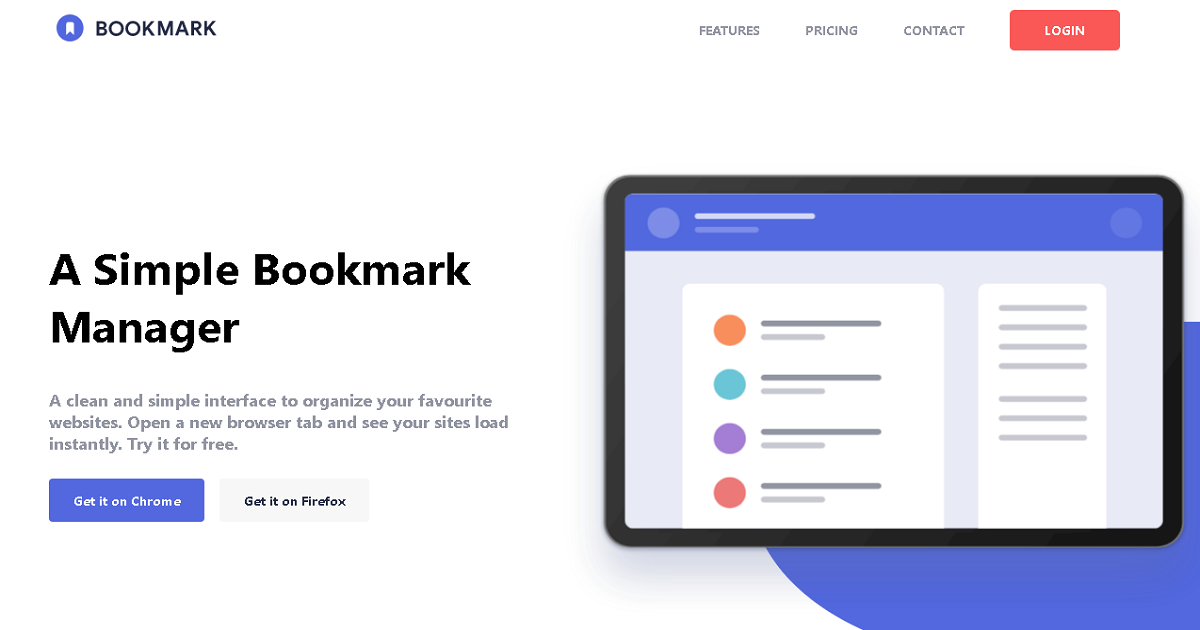 BOOKMARK
FEATURES
PRICING
CONTACT
LOGIN
A Simple Bookmark
Manager
A clean and simple interface to organize your favourite
websites. Open a new browser tab and see your sites load
instantly. Try it for free.
Get it on Chrome
Get it on Firefox